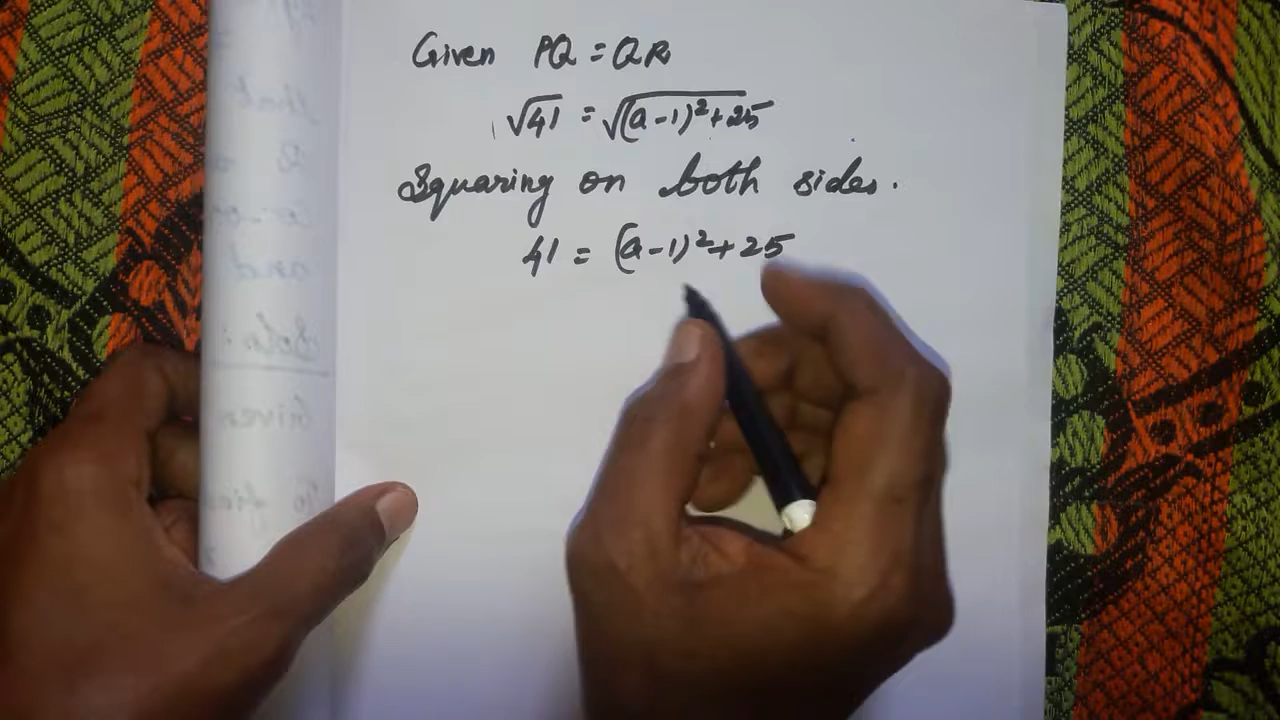 Given PQ = QR
√41 = √(a-1)²+25
Squaring on both sides.
41 = (a-1)²+25